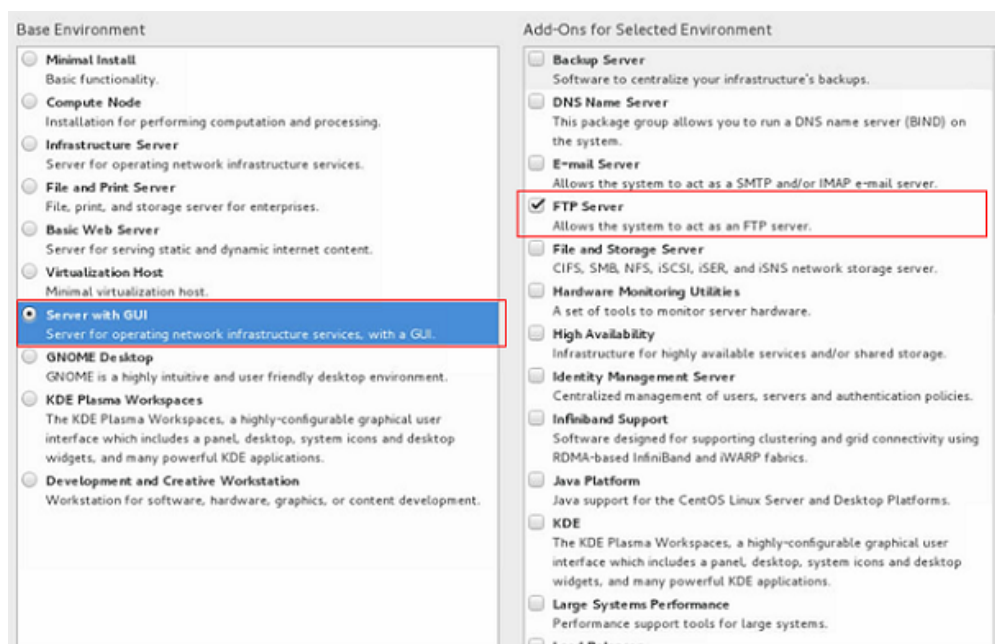 Base Environment
Minimal Install
Basic functionality.
Compute Node
Installation for performing computation and processing.
Infrastructure Server
Server for operating network infrastructure services.
File and Print Server
File, print, and storage server for enterprises.
Basic Web Server
Server for serving static and dynamic internet content.
Virtualization Host
Minimal virtualization host.
Server with GUI
Server for operating network infrastructure services, with a GUI.
GNOME Desktop
GNOME is a highly intuitive and user friendly desktop environment.
KDE Plasma Workspaces
The KDE Plasma Workspaces, a highly-configurable graphical user
interface which includes a panel, desktop, system icons and desktop
widgets, and many powerful KDE applications.
Development and Creative Workstation
Workstation for software, hardware, graphics, or content development.
Add-Ons for Selected Environment
Backup Server
Software to centralize your infrastructure's backups.
DNS Name Server
This package group allows you to run a DNS name server (BIND) on
the system.
E-mail Server
Allows the system to act as a SMTP and/or IMAP e-mail server.
FTP Server
Allows the system to act as an FTP server.
File and Storage Server
CIFS, SMB, NFS, iSCSI, iSER, and iSNS network storage server.
Hardware Monitoring Utilities
A set of tools to monitor server hardware.
High Availability
Infrastructure for highly available services and/or shared storage.
Identity Management Server
Centralized management of users, servers and authentication policies.
Infiniband Support
Software designed for supporting clustering and grid connectivity using
RDMA-based InfiniBand and iWARP fabrics.
Java Platform
Java support for the CentOS Linux Server and Desktop Platforms.
KDE
The KDE Plasma Workspaces, a highly-configurable graphical user
interface which includes a panel, desktop, system icons and desktop
widgets, and many powerful KDE applications.
Large Systems Performance
Performance support tools for large systems.